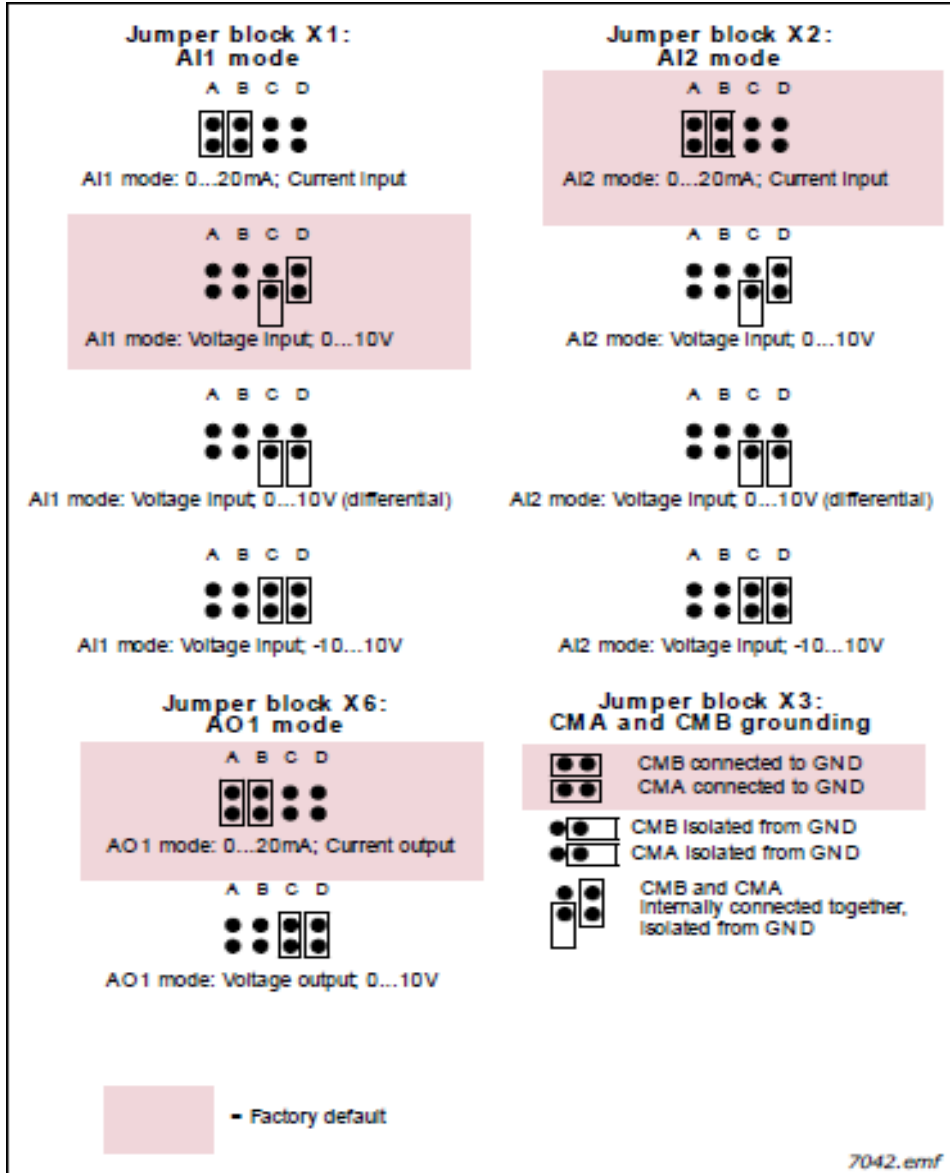 Jumper block X1:
AI1 mode
A B C D
AI1 mode: 0...20mA; Current input
A B C D
AI1 mode: Voltage input; 0...10V
A B C D
AI1 mode: Voltage input; 0...10V (differential)
A B C D
AI1 mode: Voltage input; -10...10V
Jumper block X2:
AI2 mode
A B C D
AI2 mode: 0...20mA; Current input
A B C D
AI2 mode: Voltage input; 0...10V
A B C D
AI2 mode: Voltage input; 0...10V (differential)
A B C D
AI2 mode: Voltage input; -10...10V
Jumper block X6:
AO1 mode
A B C D
AO1 mode: 0...20mA; Current output
A B C D
AO1 mode: Voltage output; 0...10V
Jumper block X3:
CMA and CMB grounding
CMB connected to GND
CMA connected to GND
CMB isolated from GND
CMA isolated from GND
CMB and CMA
internally connected together,
isolated from GND
= Factory default
7042.emf